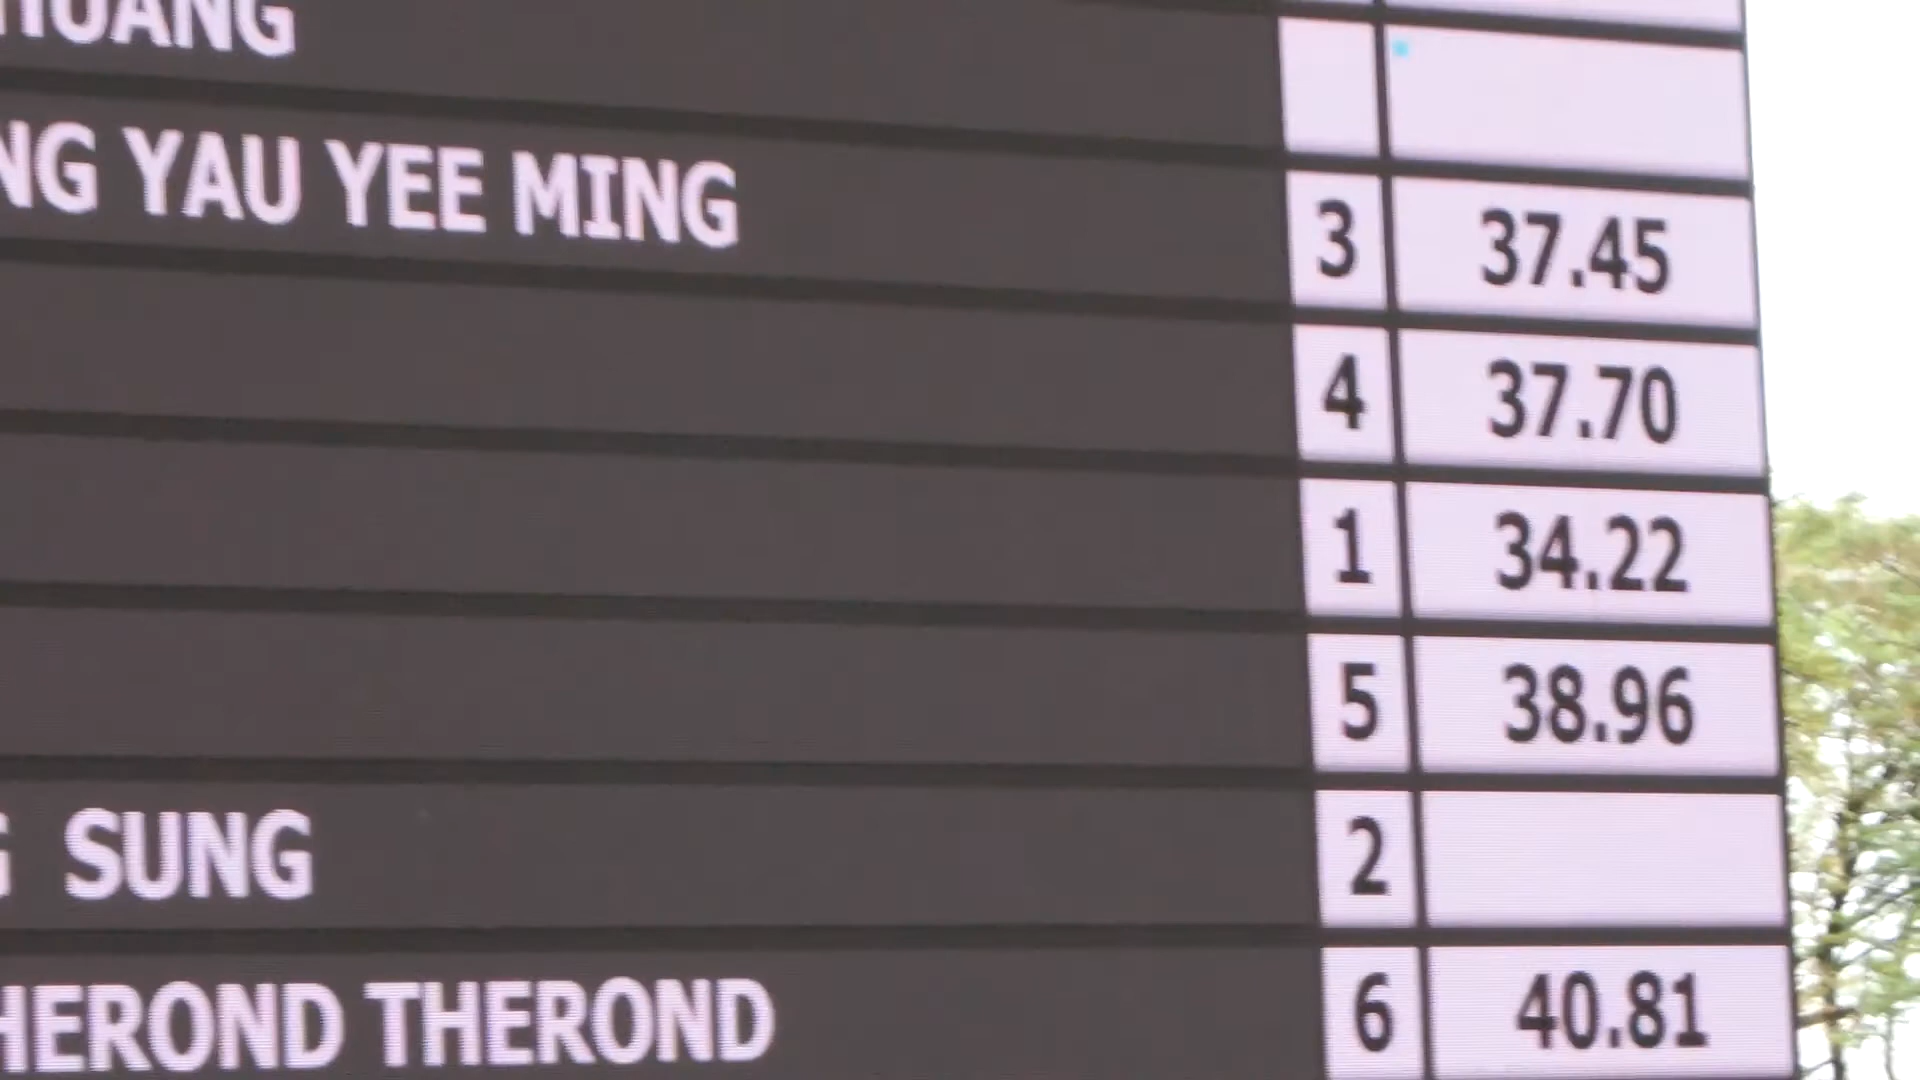 HUANG
NG YAU YEE MING 3 37.45
4 37.70
1 34.22
5 38.96
SUNG 2
HEROND THEROND 6 40.81